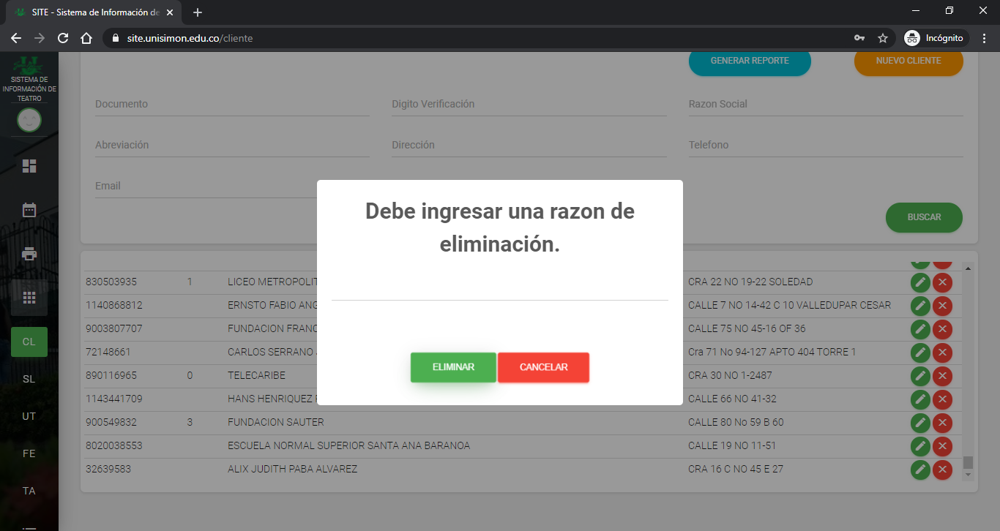 SITE - Sistema de Información de
site.unisimon.edu.co/cliente
Incógnito
SISTEMA DE
INFORMACIÓN DE
TEATRO
GENERAR REPORTE
NUEVO CLIENTE
Documento
Digito Verificación
Razon Social
Abreviación
Dirección
Telefono
Email
BUSCAR
Debe ingresar una razon de
eliminación.
ELIMINAR
CANCELAR
830503935 1 LICEO METROPOLIT CRA 22 NO 19-22 SOLEDAD
1140868812 ERNSTO FABIO ANG CALLE 7 NO 14-42 C 10 VALLEDUPAR CESAR
9003807707 FUNDACION FRANC CALLE 75 NO 45-16 OF 36
72148661 CARLOS SERRANO Cra 71 No 94-127 APTO 404 TORRE 1
890116965 0 TELECARIBE CRA 30 NO 1-2487
1143441709 HANS HENRIQUEZ CALLE 66 NO 41-32
900549832 3 FUNDACION SAUTER CALLE 80 No 59 B 60
8020038553 ESCUELA NORMAL SUPERIOR SANTA ANA BARANOA CALLE 19 NO 11-51
32639583 ALIX JUDITH PABA ALVAREZ CRA 16 C NO 45 E 27
CL
SL
UT
FE
TA